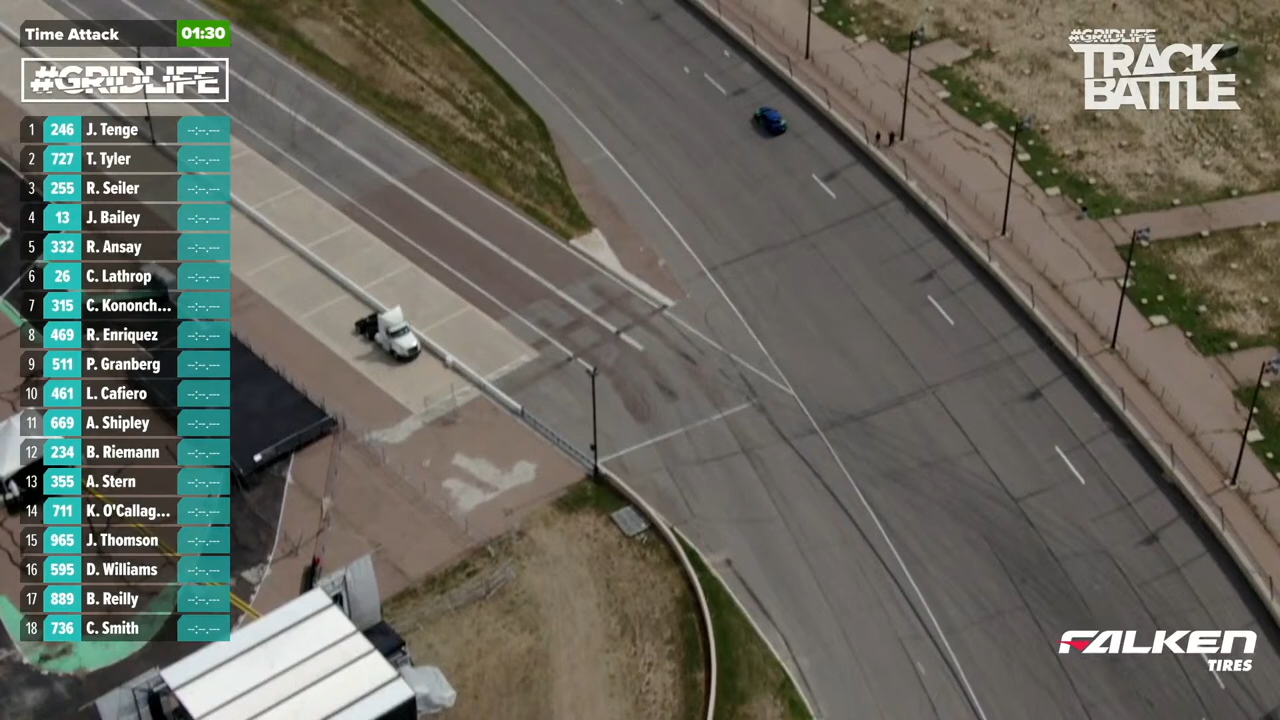 Time Attack 01:30
#GRIDLIFE
1 246 J. Tenge --:--.---
2 727 T. Tyler --:--.---
3 255 R. Seiler --:--.---
4 13 J. Bailey --:--.---
5 332 R. Ansay --:--.---
6 26 C. Lathrop --:--.---
7 315 C. Kononch... --:--.---
8 469 R. Enriquez --:--.---
9 511 P. Granberg --:--.---
10 461 L. Cafiero --:--.---
11 669 A. Shipley --:--.---
12 234 B. Riemann --:--.---
13 355 A. Stern --:--.---
14 711 K. O'Callag... --:--.---
15 965 J. Thomson --:--.---
16 595 D. Williams --:--.---
17 889 B. Reilly --:--.---
18 736 C. Smith --:--.---
#GRIDLIFE
TRACK
BATTLE
FALKEN
TIRES